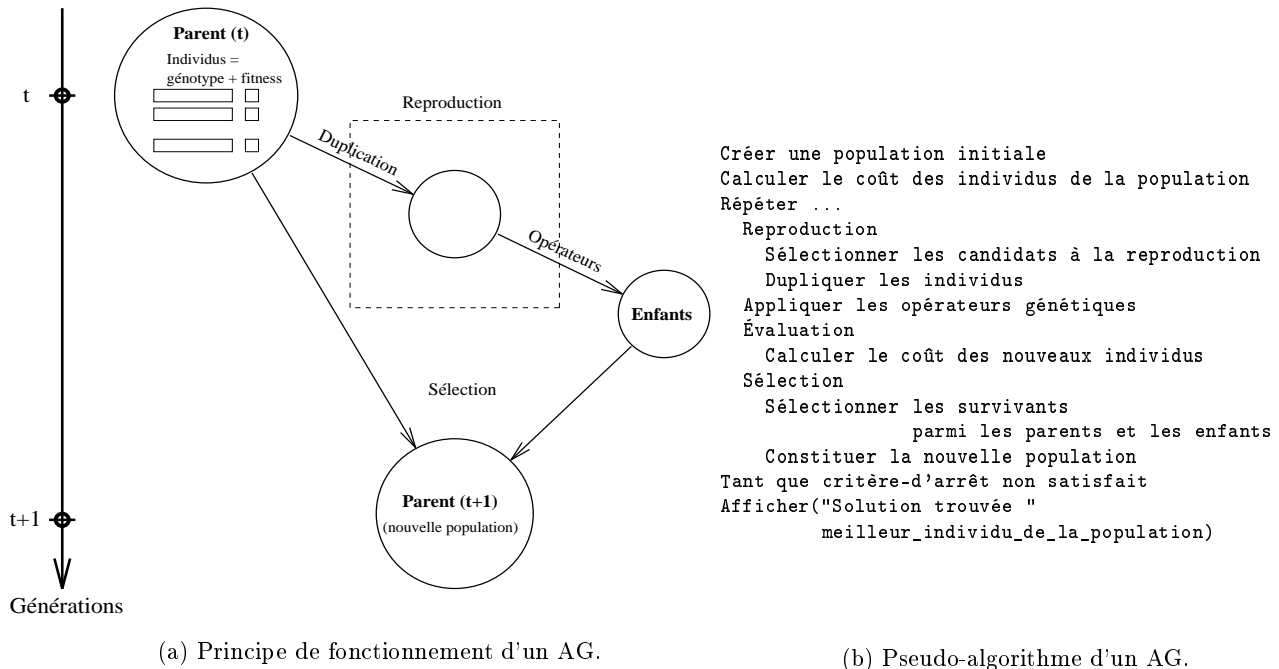 Parent (t)
Individus =
génotype + fitness
t
Reproduction
Duplication
Opérateurs
Enfants
Sélection
Parent (t+1)
(nouvelle population)
t+1
Générations
(a) Principe de fonctionnement d'un AG.
Créer une population initiale
Calculer le coût des individus de la population
Répéter ...
Reproduction
Sélectionner les candidats à la reproduction
Dupliquer les individus
Appliquer les opérateurs génétiques
Évaluation
Calculer le coût des nouveaux individus
Sélection
Sélectionner les survivants
parmi les parents et les enfants
Constituer la nouvelle population
Tant que critère-d'arrêt non satisfait
Afficher("Solution trouvée "
meilleur_individu_de_la_population)
(b) Pseudo-algorithme d'un AG.